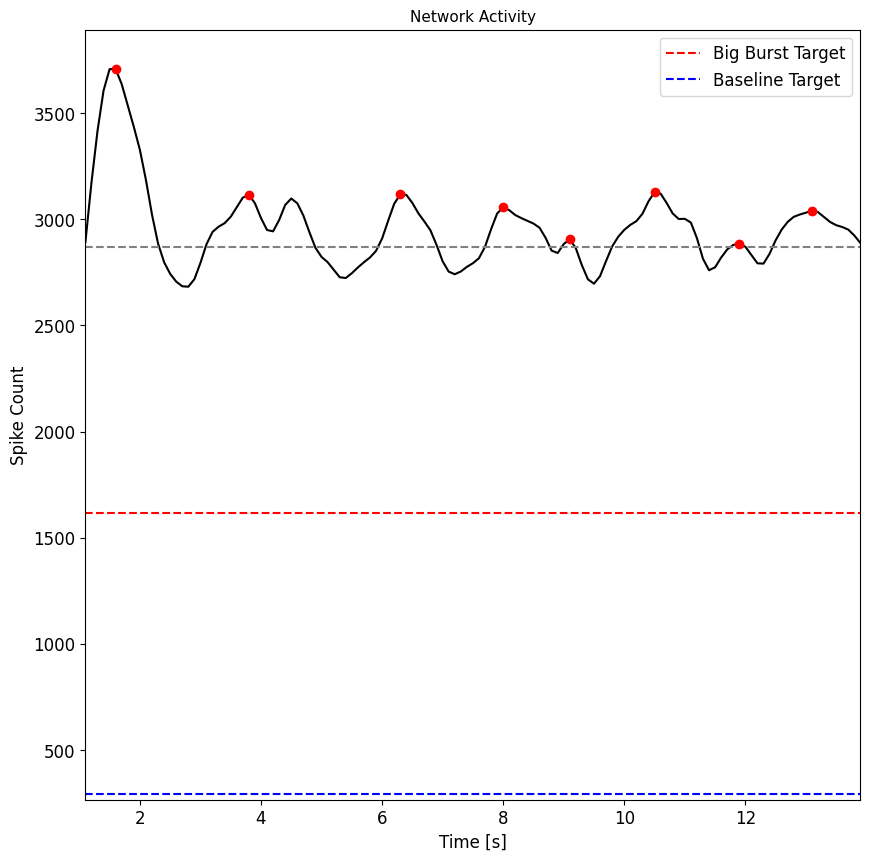 Network Activity
Big Burst Target
Baseline Target
Spike Count
3500
3000
2500
2000
1500
1000
500
2 4 6 8 10 12
Time [s]